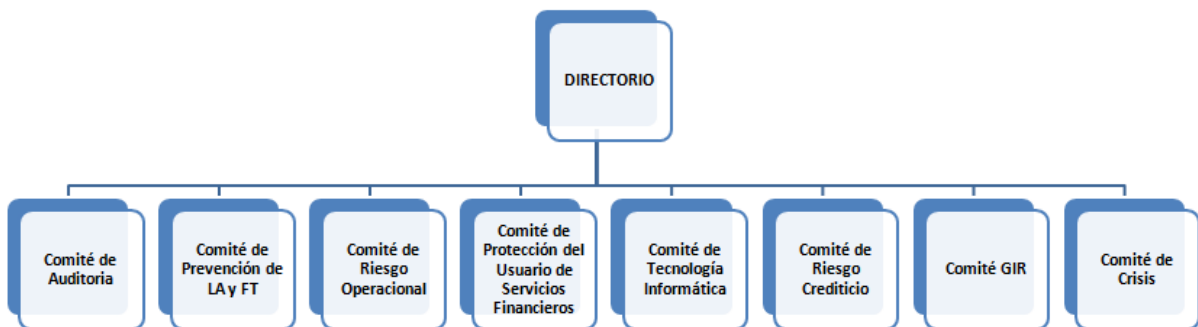 DIRECTORIO
Comité de
Auditoria
Comité de
Prevención de
LA y FT
Comité de
Riesgo
Operacional
Comité de
Protección del
Usuario de
Servicios
Financieros
Comité de
Tecnología
Informática
Comité de
Riesgo
Crediticio
Comité GIR
Comité de
Crisis